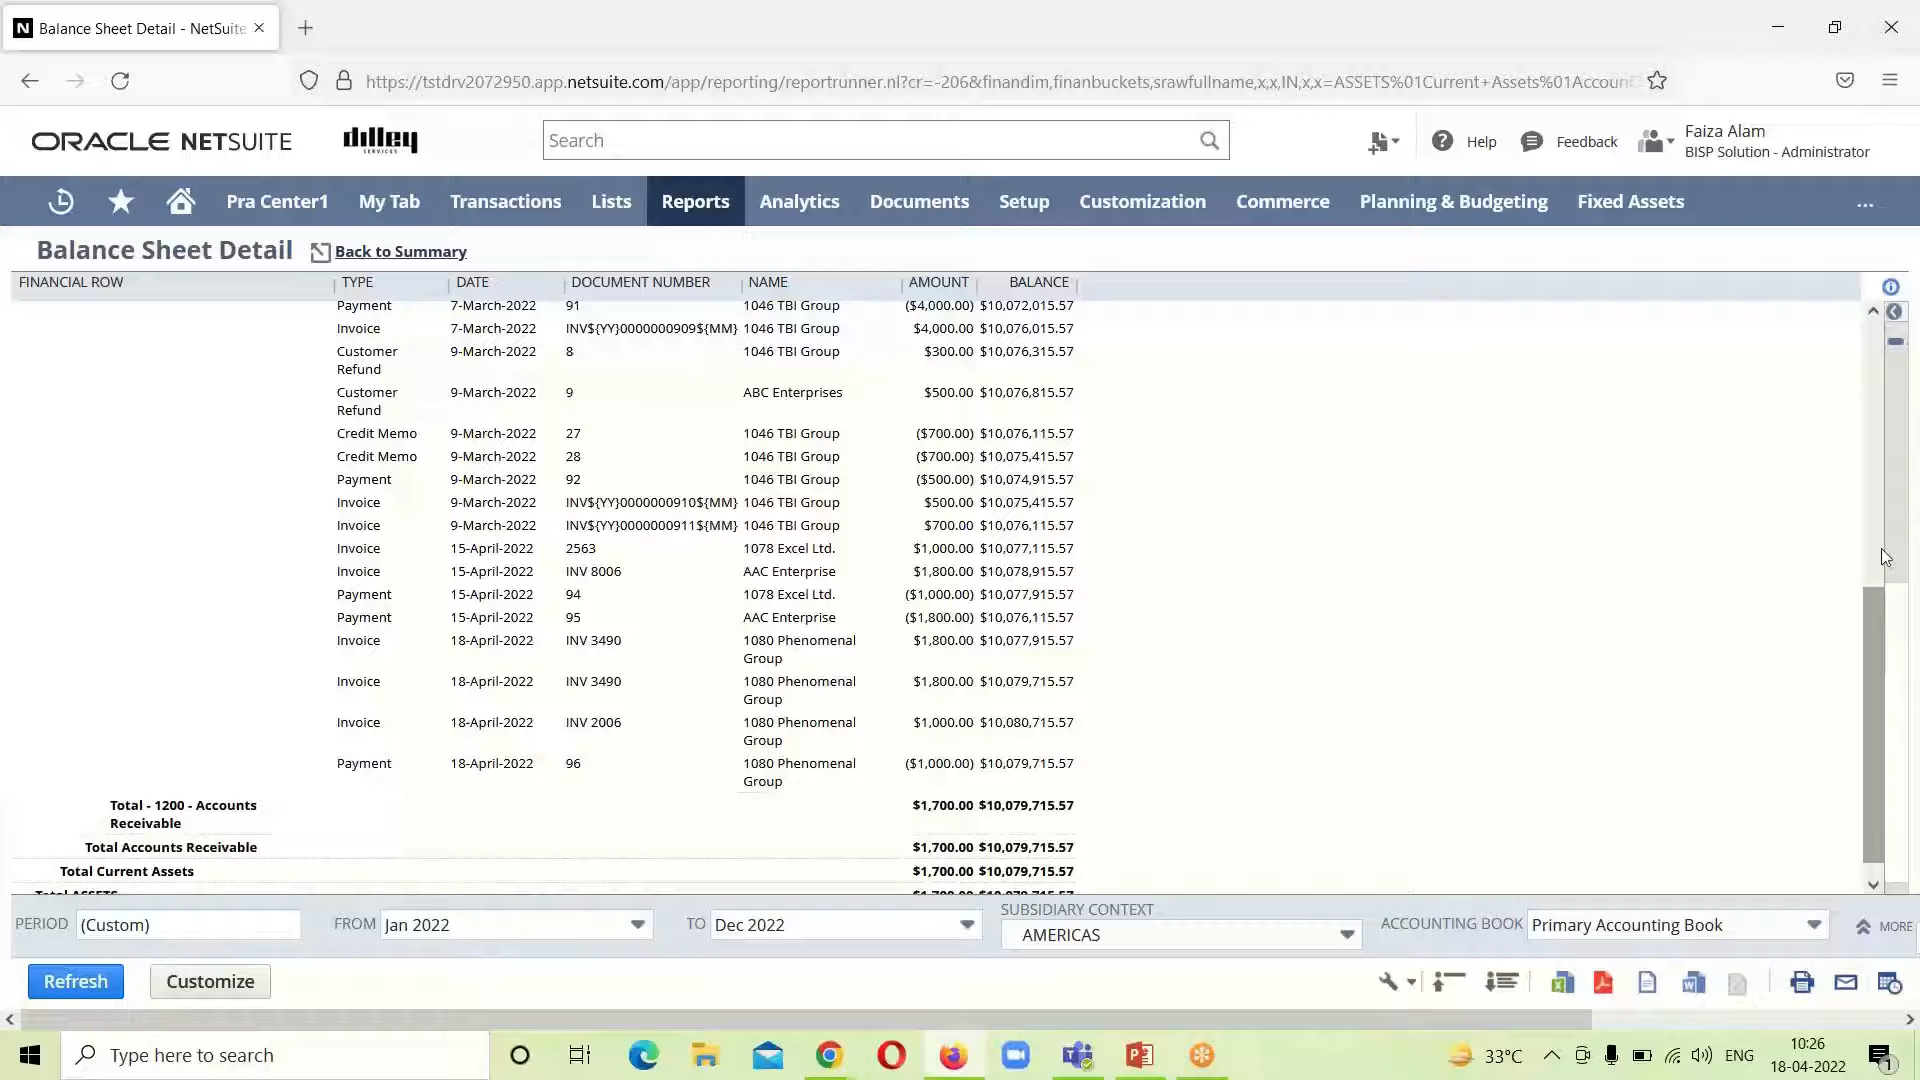 Balance Sheet Detail - NetSuite
https://tstdrv2072950.app.netsuite.com/app/reporting/reportrunner.nl?cr=-206&finandim,finanbuckets,srawfullname,x,x,IN,x,x=ASSETS%01Current+Assets%01Accoun
ORACLE NETSUITE
dilley
SERVICES
Search
Help
Feedback
Faiza Alam
BISP Solution - Administrator
Pra Center1 My Tab Transactions Lists Reports Analytics Documents Setup Customization Commerce Planning & Budgeting Fixed Assets ...
Balance Sheet Detail Back to Summary
FINANCIAL ROW TYPE DATE DOCUMENT NUMBER NAME AMOUNT BALANCE
Payment 7-March-2022 91 1046 TBI Group ($4,000.00) $10,072,015.57
Invoice 7-March-2022 INV${YY}0000000909${MM} 1046 TBI Group $4,000.00 $10,076,015.57
Customer 9-March-2022 8 1046 TBI Group $300.00 $10,076,315.57
Refund
Customer 9-March-2022 9 ABC Enterprises $500.00 $10,076,815.57
Refund
Credit Memo 9-March-2022 27 1046 TBI Group ($700.00) $10,076,115.57
Credit Memo 9-March-2022 28 1046 TBI Group ($700.00) $10,075,415.57
Payment 9-March-2022 92 1046 TBI Group ($500.00) $10,074,915.57
Invoice 9-March-2022 INV${YY}0000000910${MM} 1046 TBI Group $500.00 $10,075,415.57
Invoice 9-March-2022 INV${YY}0000000911${MM} 1046 TBI Group $700.00 $10,076,115.57
Invoice 15-April-2022 2563 1078 Excel Ltd. $1,000.00 $10,077,115.57
Invoice 15-April-2022 INV 8006 AAC Enterprise $1,800.00 $10,078,915.57
Payment 15-April-2022 94 1078 Excel Ltd. ($1,000.00) $10,077,915.57
Payment 15-April-2022 95 AAC Enterprise ($1,800.00) $10,076,115.57
Invoice 18-April-2022 INV 3490 1080 Phenomenal $1,800.00 $10,077,915.57
Group
Invoice 18-April-2022 INV 3490 1080 Phenomenal $1,800.00 $10,079,715.57
Group
Invoice 18-April-2022 INV 2006 1080 Phenomenal $1,000.00 $10,080,715.57
Group
Payment 18-April-2022 96 1080 Phenomenal ($1,000.00) $10,079,715.57
Group
Total - 1200 - Accounts $1,700.00 $10,079,715.57
Receivable
Total Accounts Receivable $1,700.00 $10,079,715.57
Total Current Assets $1,700.00 $10,079,715.57
Total ASSETS $1,700.00 $10,079,715.57
PERIOD (Custom) FROM Jan 2022 TO Dec 2022 SUBSIDIARY CONTEXT AMERICAS ACCOUNTING BOOK Primary Accounting Book MORE
Refresh Customize
Type here to search
33°C
ENG
10:26
18-04-2022
1